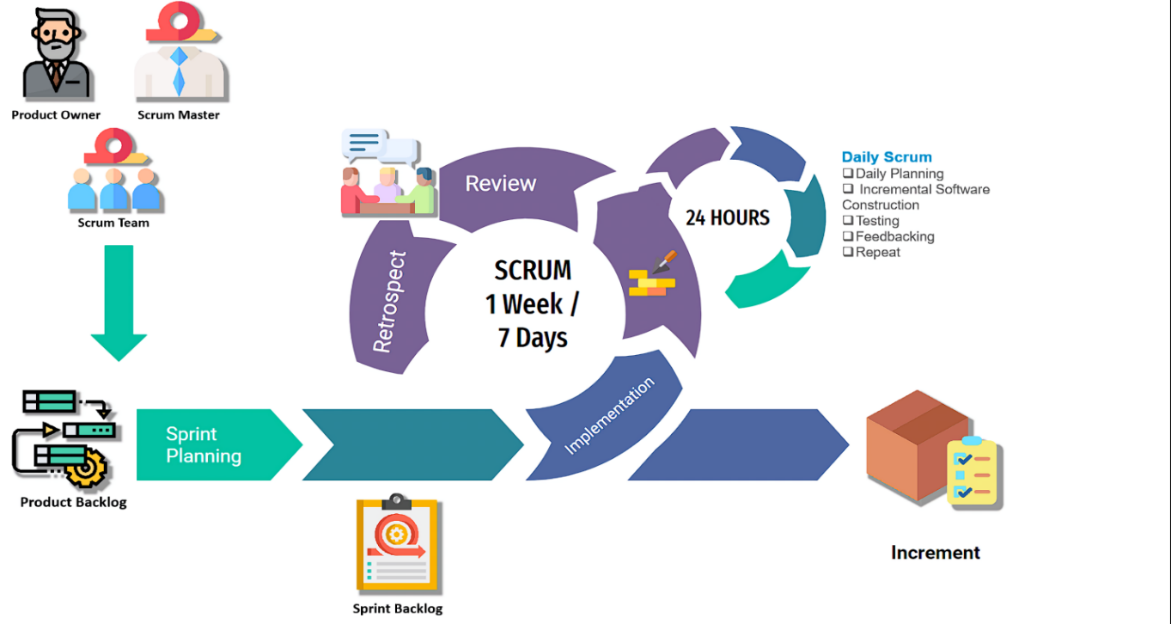 Product Owner
Scrum Master
Scrum Team
Review
Retrospect
SCRUM
1 Week /
7 Days
24 HOURS
Daily Scrum
❑Daily Planning
❑ Incremental Software
Construction
❑Testing
❑Feedbacking
❑Repeat
Implementation
Sprint
Planning
Product Backlog
Sprint Backlog
Increment